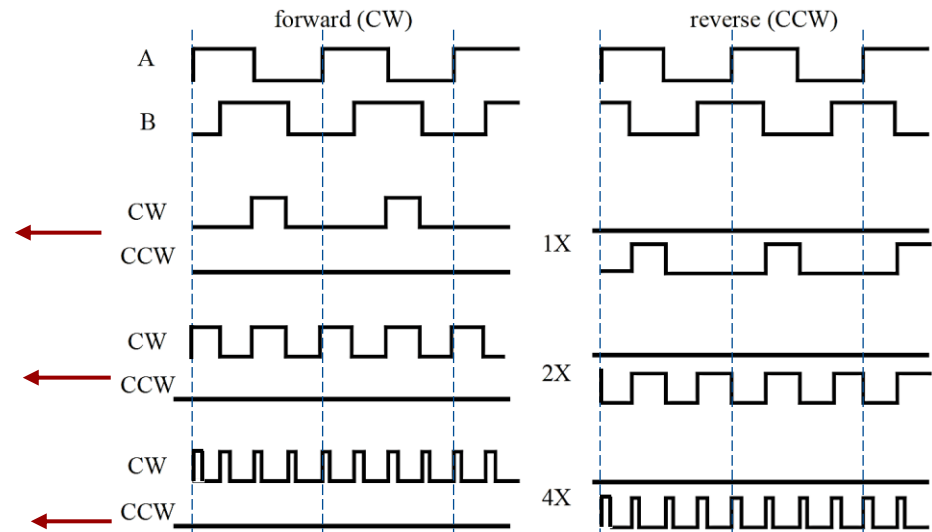 forward (CW)
reverse (CCW)
A
B
CW
CCW
1X
CW
CCW
2X
CW
CCW
4X